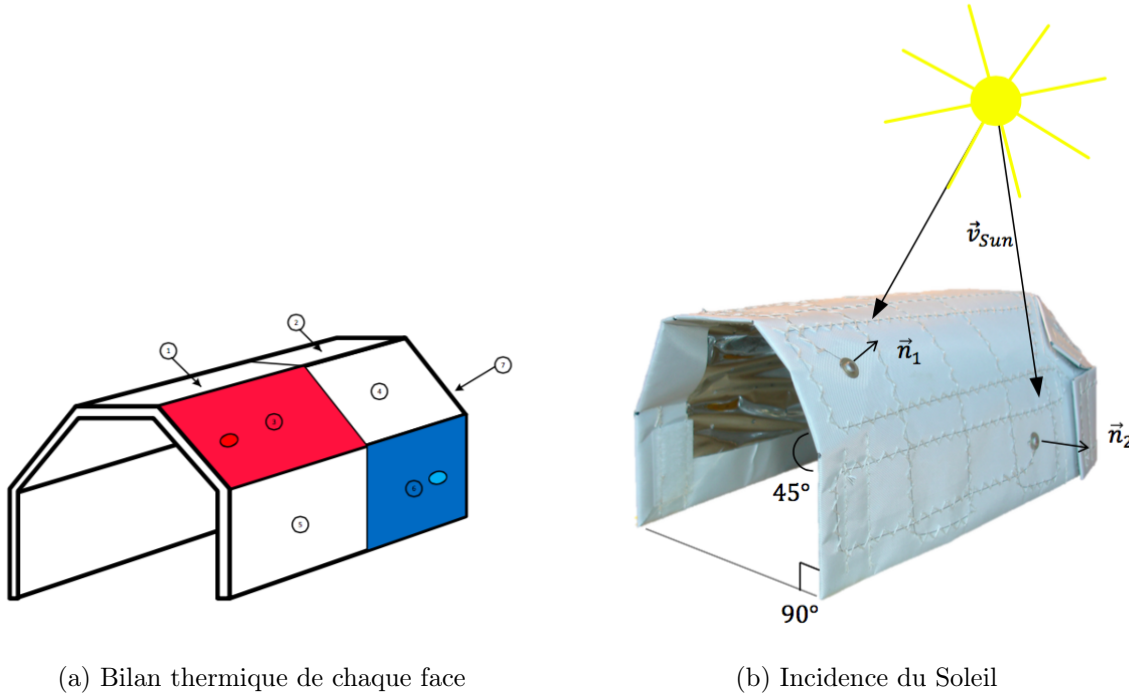 ①
②
③
④
⑤
⑥
⑦
(a) Bilan thermique de chaque face
v⃗Sun
n⃗1
n⃗2
45°
90°
(b) Incidence du Soleil